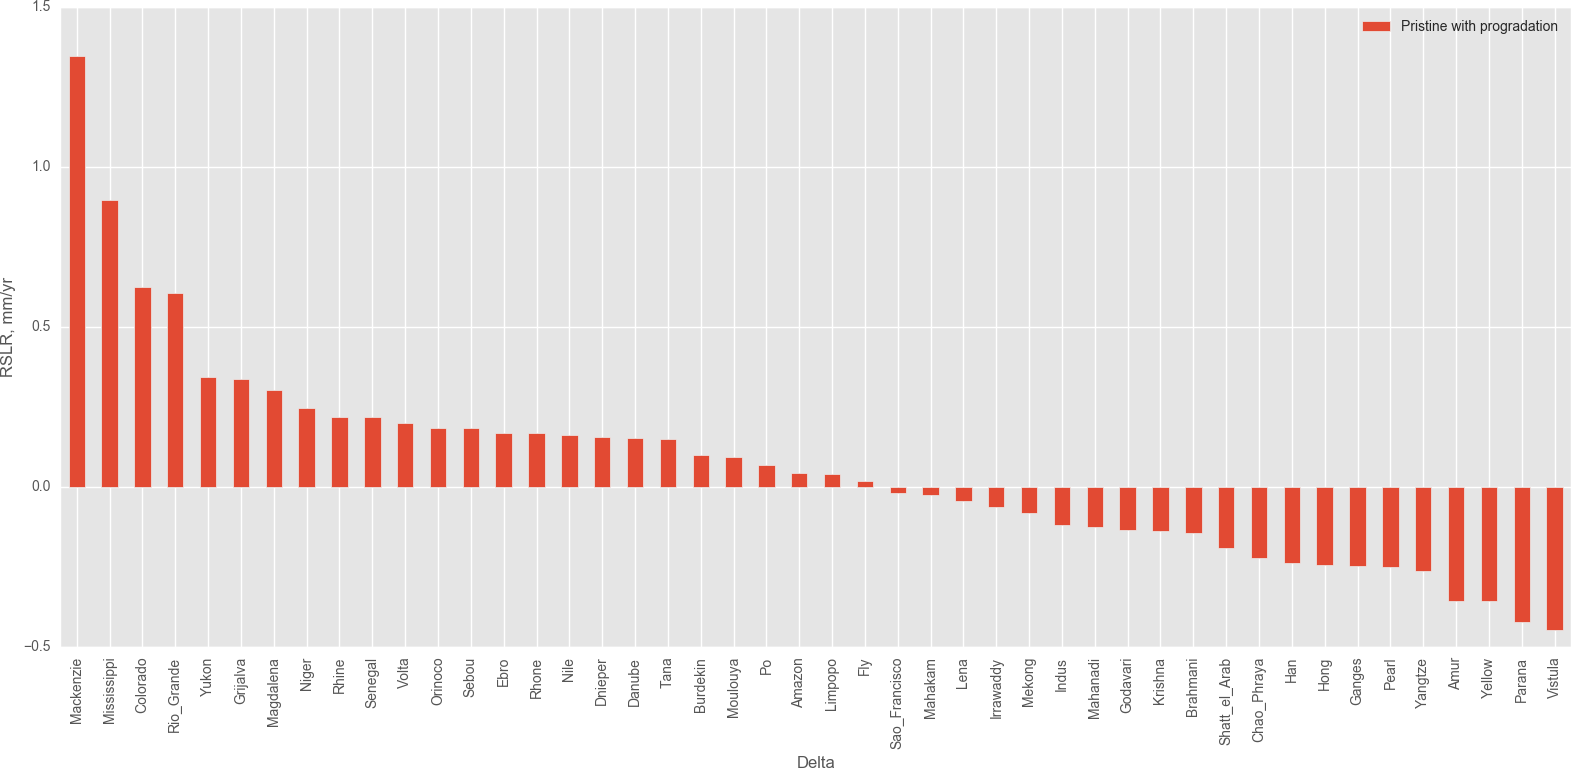 Pristine with progradation
RSLR, mm/yr
1.5
1.0
0.5
0.0
−0.5
Mackenzie
Mississippi
Colorado
Rio_Grande
Yukon
Grijalva
Magdalena
Niger
Rhine
Senegal
Volta
Orinoco
Sebou
Ebro
Rhone
Nile
Dnieper
Danube
Tana
Burdekin
Moulouya
Po
Amazon
Limpopo
Fly
Sao_Francisco
Mahakam
Lena
Irrawaddy
Mekong
Indus
Mahanadi
Godavari
Krishna
Brahmani
Shatt_el_Arab
Chao_Phraya
Han
Hong
Ganges
Pearl
Yangtze
Amur
Yellow
Parana
Vistula
Delta